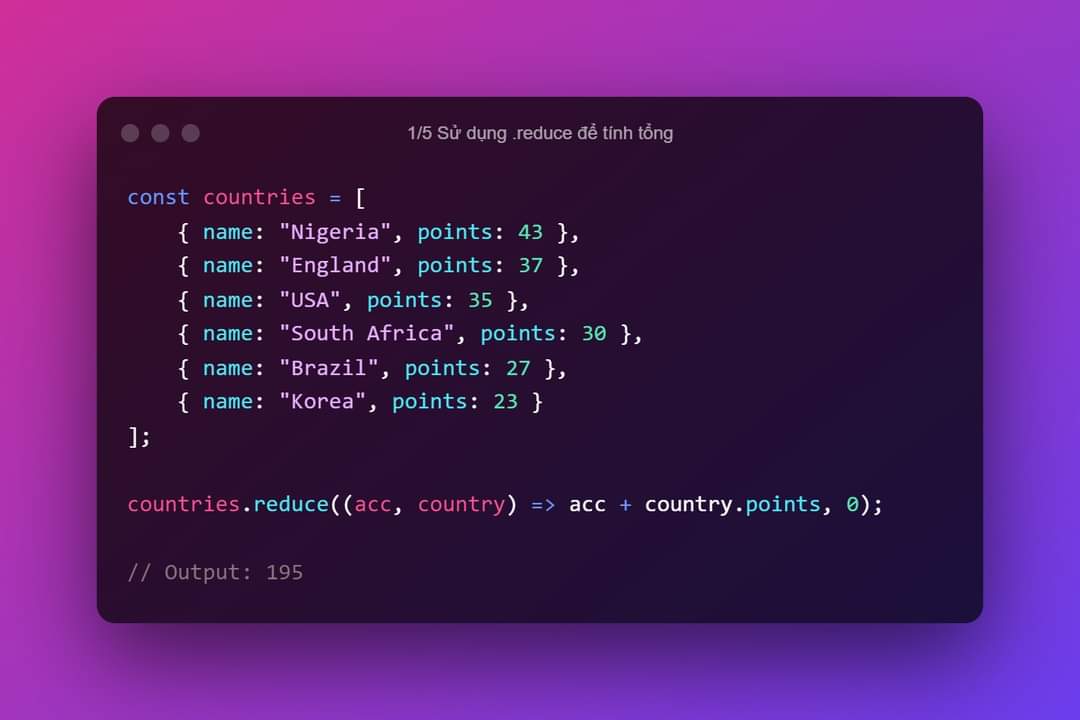 1/5 Sử dụng .reduce để tính tổng
const countries = [
    { name: "Nigeria", points: 43 },
    { name: "England", points: 37 },
    { name: "USA", points: 35 },
    { name: "South Africa", points: 30 },
    { name: "Brazil", points: 27 },
    { name: "Korea", points: 23 }
];
countries.reduce((acc, country) => acc + country.points, 0);
// Output: 195